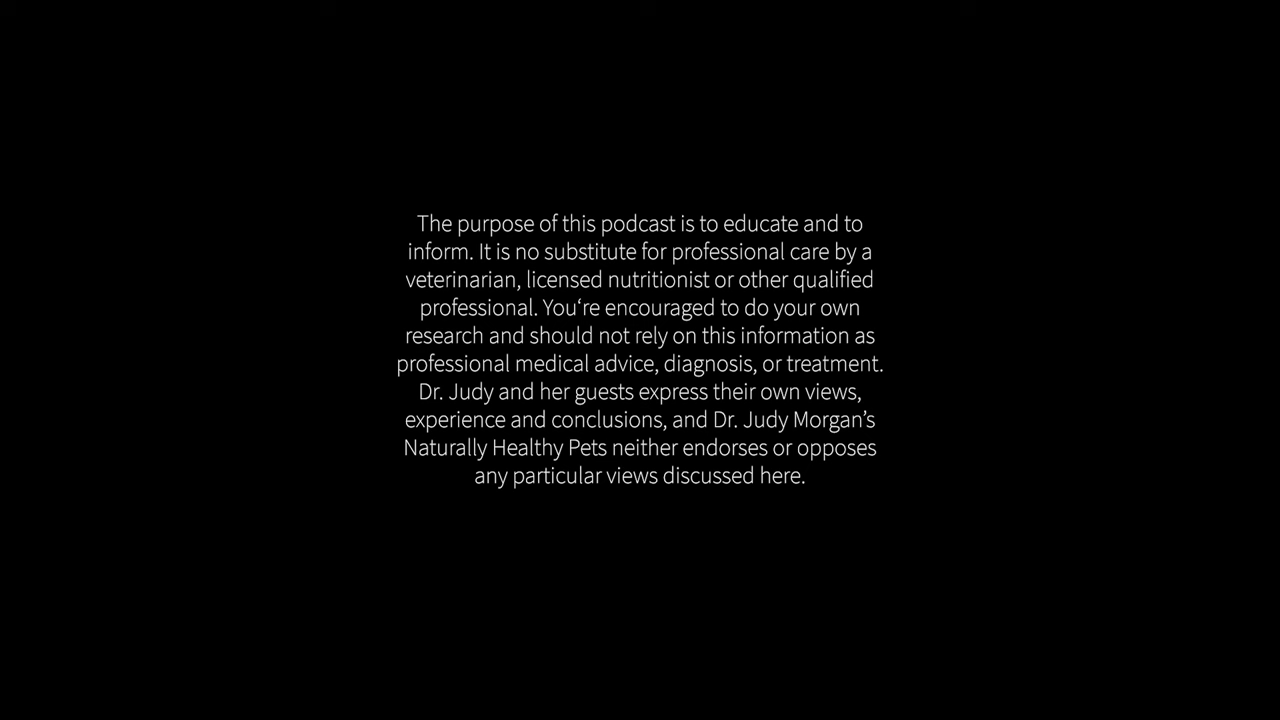 The purpose of this podcast is to educate and to
inform. It is no substitute for professional care by a
veterinarian, licensed nutritionist or other qualified
professional. You‘re encouraged to do your own
research and should not rely on this information as
professional medical advice, diagnosis, or treatment.
Dr. Judy and her guests express their own views,
experience and conclusions, and Dr. Judy Morgan’s
Naturally Healthy Pets neither endorses or opposes
any particular views discussed here.